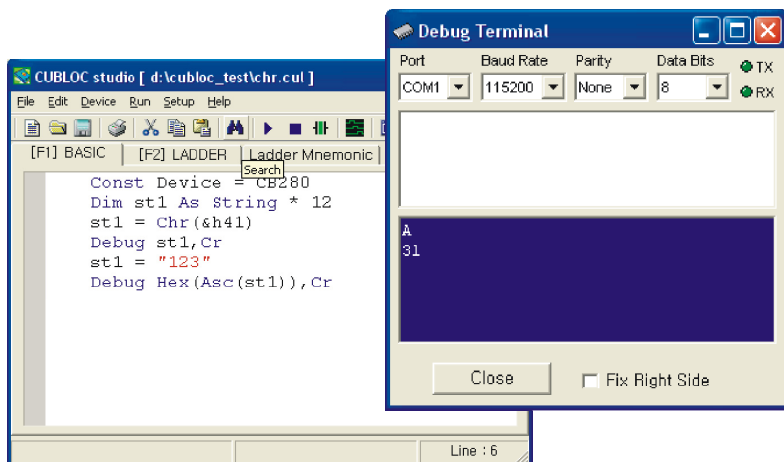 CUBLOC studio [ d:\cubloc_test\chr.cul ]
File Edit Device Run Setup Help
[F1] BASIC [F2] LADDER Ladder Mnemonic
Search
Const Device = CB280
Dim st1 As String * 12
st1 = Chr(&h41)
Debug st1,Cr
st1 = "123"
Debug Hex(Asc(st1)),Cr
Line : 6
Debug Terminal
Port Baud Rate Parity Data Bits TX
COM1 115200 None 8 RX
A
31
Close Fix Right Side